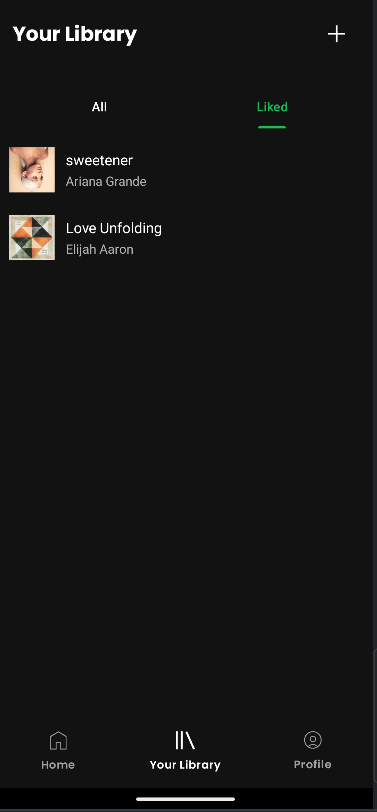 Your Library
All
Liked
sweetener
Ariana Grande
Love Unfolding
Elijah Aaron
Home
Your Library
Profile